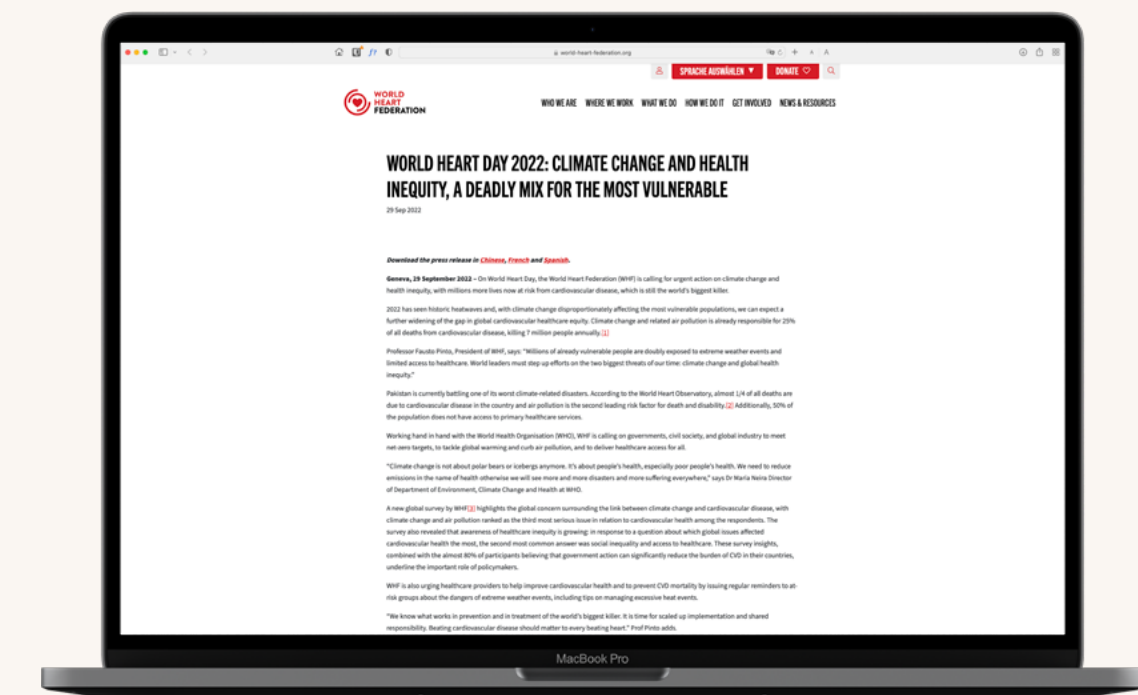 world-heart-federation.org
SPRACHE AUSWÄHLEN ▼ DONATE
WORLD
HEART
FEDERATION
WHO WE ARE WHERE WE WORK WHAT WE DO HOW WE DO IT GET INVOLVED NEWS & RESOURCES
WORLD HEART DAY 2022: CLIMATE CHANGE AND HEALTH
INEQUITY, A DEADLY MIX FOR THE MOST VULNERABLE
29 Sep 2022
Download the press release in Chinese, French and Spanish.
Geneva, 29 September 2022 – On World Heart Day, the World Heart Federation (WHF) is calling for urgent action on climate change and
health inequity, with millions more lives now at risk from cardiovascular disease, which is still the world's biggest killer.
2022 has seen historic heatwaves and, with climate change disproportionately affecting the most vulnerable populations, we can expect a
further widening of the gap in global cardiovascular healthcare equity. Climate change and related air pollution is already responsible for 25%
of all deaths from cardiovascular disease, killing 7 million people annually.[1]
Professor Fausto Pinto, President of WHF, says: "Millions of already vulnerable people are doubly exposed to extreme weather events and
limited access to healthcare. World leaders must step up efforts on the two biggest threats of our time: climate change and global health
inequity."
Pakistan is currently battling one of its worst climate-related disasters. According to the World Heart Observatory, almost 1/4 of all deaths are
due to cardiovascular disease in the country and air pollution is the second leading risk factor for death and disability.[2] Additionally, 50% of
the population does not have access to primary healthcare services.
Working hand in hand with the World Health Organisation (WHO), WHF is calling on governments, civil society, and global industry to meet
net-zero targets, to tackle global warming and curb air pollution, and to deliver healthcare access for all.
"Climate change is not about polar bears or icebergs anymore. It's about people's health, especially poor people's health. We need to reduce
emissions in the name of health otherwise we will see more and more disasters and more suffering everywhere," says Dr Maria Neira Director
of Department of Environment, Climate Change and Health at WHO.
A new global survey by WHF[3] highlights the global concern surrounding the link between climate change and cardiovascular disease, with
climate change and air pollution ranked as the third most serious issue in relation to cardiovascular health among the respondents. The
survey also revealed that awareness of healthcare inequity is growing: in response to a question about which global issues affected
cardiovascular health the most, the second most common answer was social inequality and access to healthcare. These survey insights,
combined with the almost 80% of participants believing that government action can significantly reduce the burden of CVD in their countries,
underline the important role of policymakers.
WHF is also urging healthcare providers to help improve cardiovascular health and to prevent CVD mortality by issuing regular reminders to at-
risk groups about the dangers of extreme weather events, including tips on managing excessive heat events.
"We know what works in prevention and in treatment of the world's biggest killer. It is time for scaled up implementation and shared
responsibility. Beating cardiovascular disease should matter to every beating heart." Prof Pinto adds.
MacBook Pro